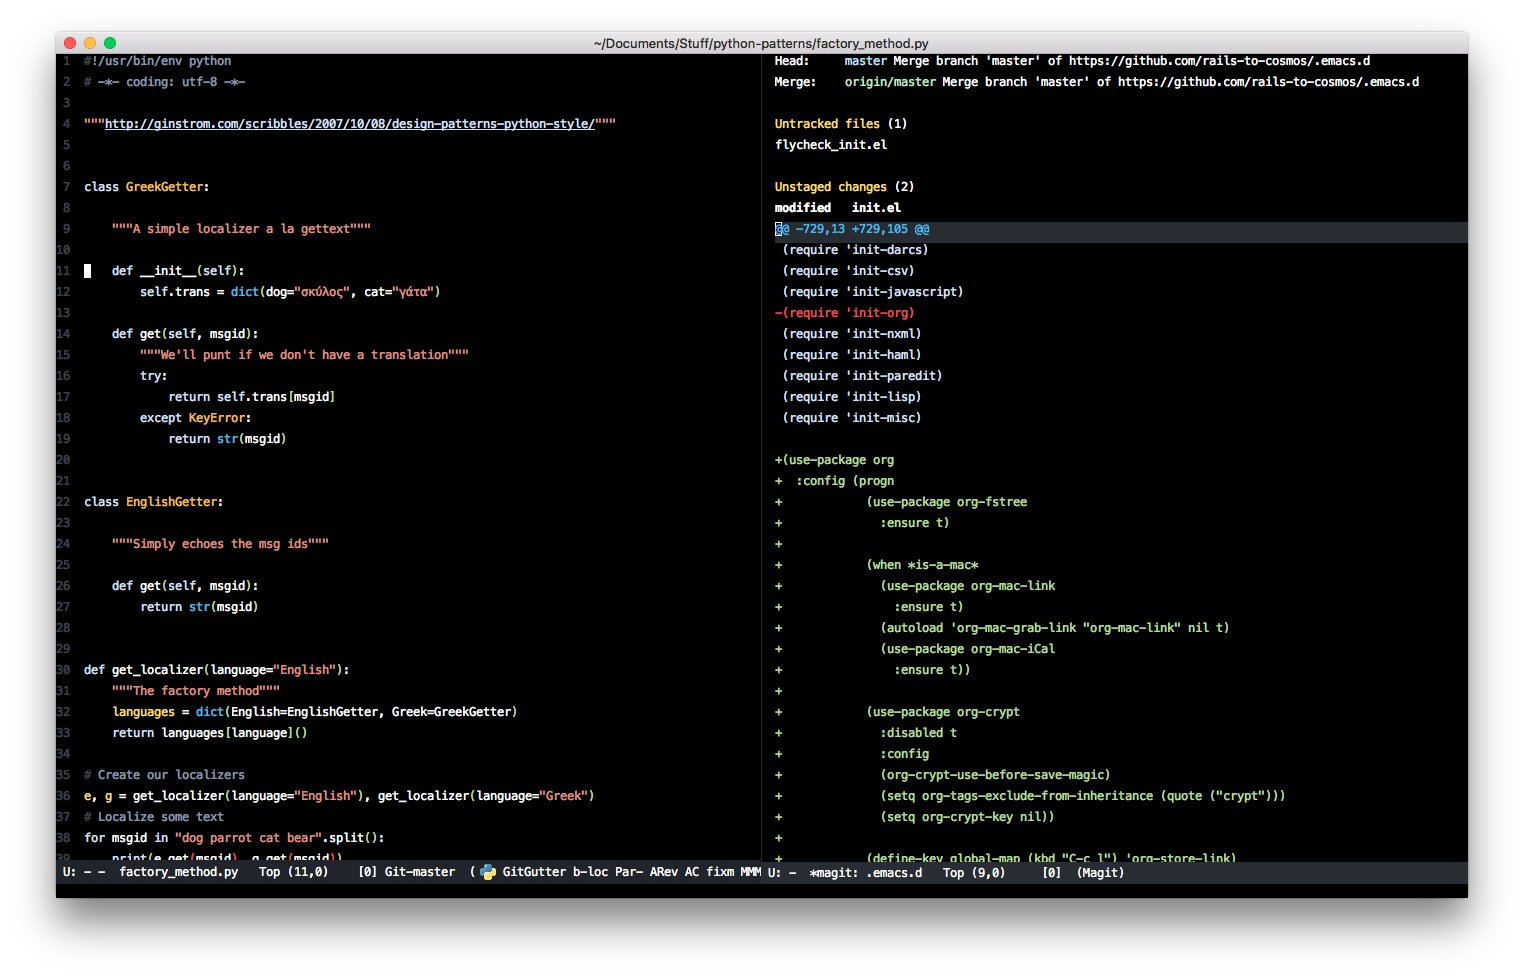 ~/Documents/Stuff/python-patterns/factory_method.py
1 #!/usr/bin/env python
2 # -*- coding: utf-8 -*-
3
4 """http://ginstrom.com/scribbles/2007/10/08/design-patterns-python-style/"""
5
6
7 class GreekGetter:
8
9     """A simple localizer a la gettext"""
10
11     def __init__(self):
12         self.trans = dict(dog="σκύλος", cat="γάτα")
13
14     def get(self, msgid):
15         """We'll punt if we don't have a translation"""
16         try:
17             return self.trans[msgid]
18         except KeyError:
19             return str(msgid)
20
21
22 class EnglishGetter:
23
24     """Simply echoes the msg ids"""
25
26     def get(self, msgid):
27         return str(msgid)
28
29
30 def get_localizer(language="English"):
31     """The factory method"""
32     languages = dict(English=EnglishGetter, Greek=GreekGetter)
33     return languages[language]()
34
35 # Create our localizers
36 e, g = get_localizer(language="English"), get_localizer(language="Greek")
37 # Localize some text
38 for msgid in "dog parrot cat bear".split():
39     print(e.get(msgid), g.get(msgid))
U: - -  factory_method.py   Top (11,0)    [0] Git-master  ( GitGutter b-loc Par- ARev AC fixm MMM
Head:     master Merge branch 'master' of https://github.com/rails-to-cosmos/.emacs.d
Merge:    origin/master Merge branch 'master' of https://github.com/rails-to-cosmos/.emacs.d
Untracked files (1)
flycheck_init.el
Unstaged changes (2)
modified   init.el
@@ -729,13 +729,105 @@
 (require 'init-darcs)
 (require 'init-csv)
 (require 'init-javascript)
-(require 'init-org)
 (require 'init-nxml)
 (require 'init-haml)
 (require 'init-paredit)
 (require 'init-lisp)
 (require 'init-misc)
+(use-package org
+  :config (progn
+            (use-package org-fstree
+              :ensure t)
+
+            (when *is-a-mac*
+              (use-package org-mac-link
+                :ensure t)
+              (autoload 'org-mac-grab-link "org-mac-link" nil t)
+              (use-package org-mac-iCal
+                :ensure t))
+
+            (use-package org-crypt
+              :disabled t
+              :config
+              (org-crypt-use-before-save-magic)
+              (setq org-tags-exclude-from-inheritance (quote ("crypt")))
+              (setq org-crypt-key nil))
+
+            (define-key global-map (kbd "C-c l") 'org-store-link)
U: -  *magit: .emacs.d   Top (9,0)     [0]  (Magit)